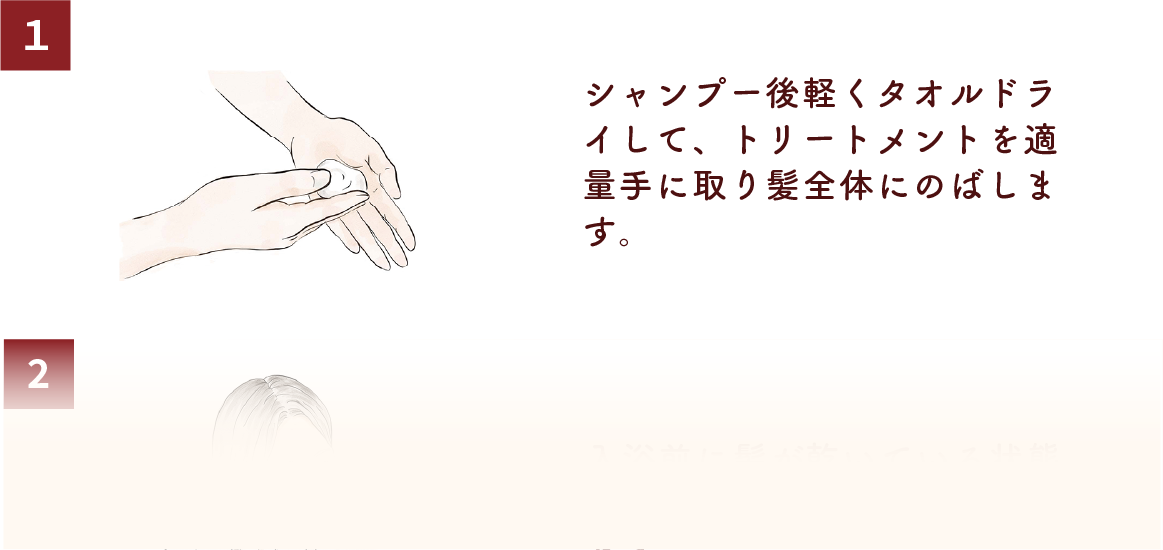 1
シャンプー後軽くタオルドラ
イして、トリートメントを適
量手に取り髪全体にのばしま
す。
2